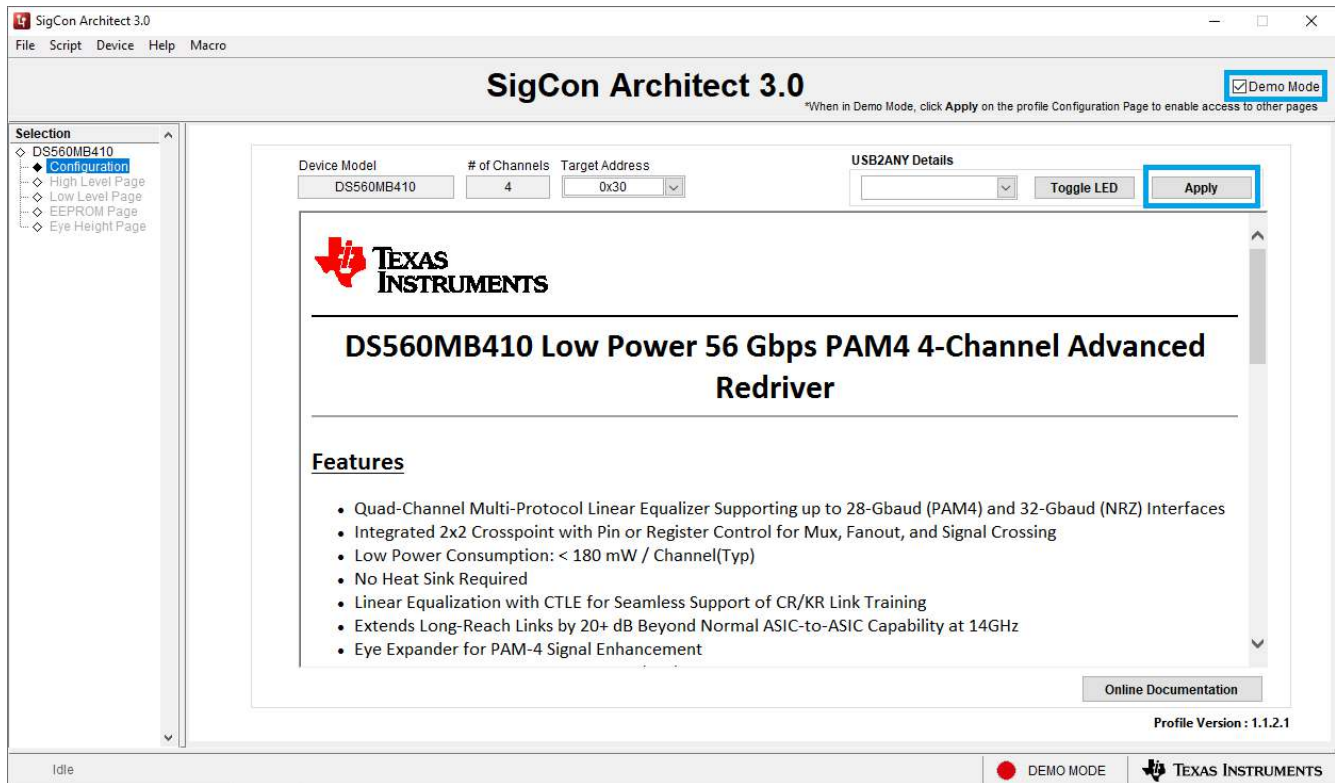 SigCon Architect 3.0
File Script Device Help Macro
SigCon Architect 3.0
Demo Mode
*When in Demo Mode, click Apply on the profile Configuration Page to enable access to other pages
Selection
DS560MB410
Configuration
High Level Page
Low Level Page
EEPROM Page
Eye Height Page
Device Model # of Channels Target Address USB2ANY Details
DS560MB410 4 0x30 Toggle LED Apply
TEXAS
INSTRUMENTS
DS560MB410 Low Power 56 Gbps PAM4 4-Channel Advanced
Redriver
Features
• Quad-Channel Multi-Protocol Linear Equalizer Supporting up to 28-Gbaud (PAM4) and 32-Gbaud (NRZ) Interfaces
• Integrated 2x2 Crosspoint with Pin or Register Control for Mux, Fanout, and Signal Crossing
• Low Power Consumption: < 180 mW / Channel(Typ)
• No Heat Sink Required
• Linear Equalization with CTLE for Seamless Support of CR/KR Link Training
• Extends Long-Reach Links by 20+ dB Beyond Normal ASIC-to-ASIC Capability at 14GHz
• Eye Expander for PAM-4 Signal Enhancement
Online Documentation
Profile Version : 1.1.2.1
Idle DEMO MODE TEXAS INSTRUMENTS